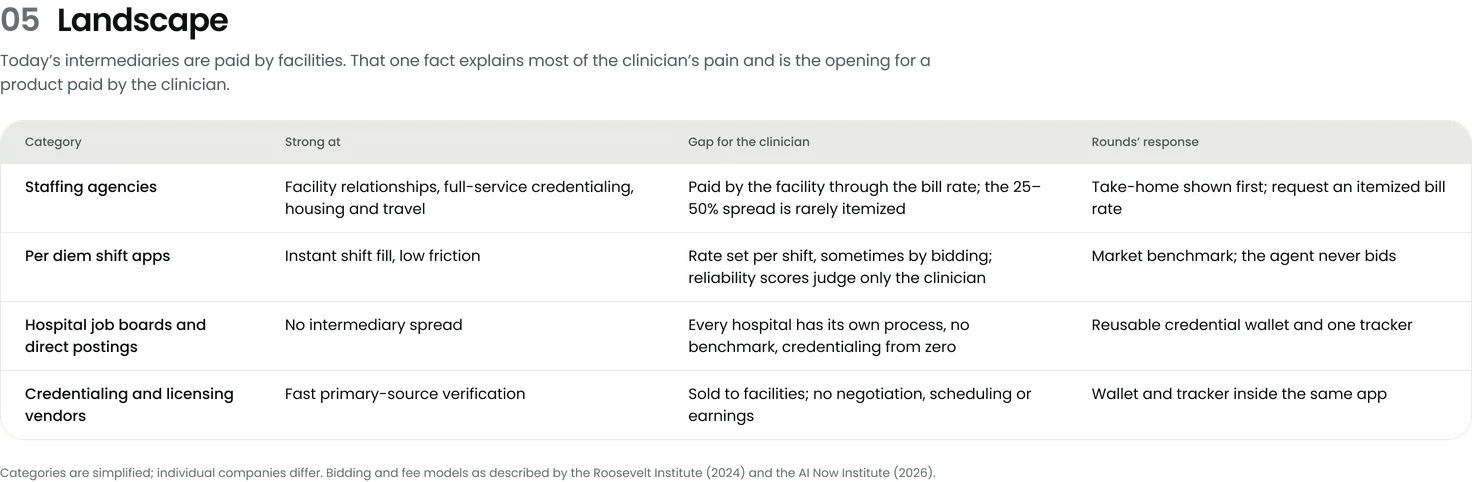 05 Landscape
Today’s intermediaries are paid by facilities. That one fact explains most of the clinician’s pain and is the opening for a
product paid by the clinician.
Category Strong at Gap for the clinician Rounds’ response
Staffing agencies
Facility relationships, full-service credentialing,
housing and travel
Paid by the facility through the bill rate; the 25–
50% spread is rarely itemized
Take-home shown first; request an itemized bill
rate
Per diem shift apps
Instant shift fill, low friction
Rate set per shift, sometimes by bidding;
reliability scores judge only the clinician
Market benchmark; the agent never bids
Hospital job boards and
direct postings
No intermediary spread
Every hospital has its own process, no
benchmark, credentialing from zero
Reusable credential wallet and one tracker
Credentialing and licensing
vendors
Fast primary-source verification
Sold to facilities; no negotiation, scheduling or
earnings
Wallet and tracker inside the same app
Categories are simplified; individual companies differ. Bidding and fee models as described by the Roosevelt Institute (2024) and the AI Now Institute (2026).